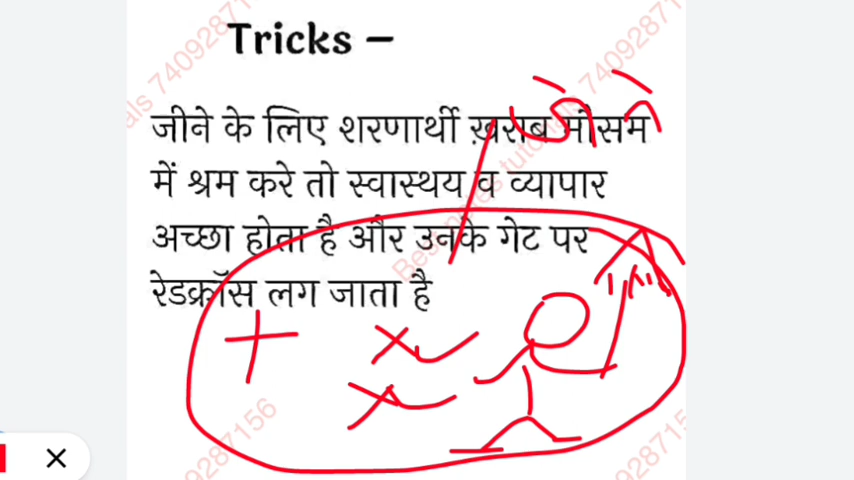 Tricks –
जीने के लिए शरणार्थी ख़राब मौसम
में श्रम करे तो स्वास्थय व व्यापार
अच्छा होता है और उनके गेट पर
रेडक्रॉस लग जाता है